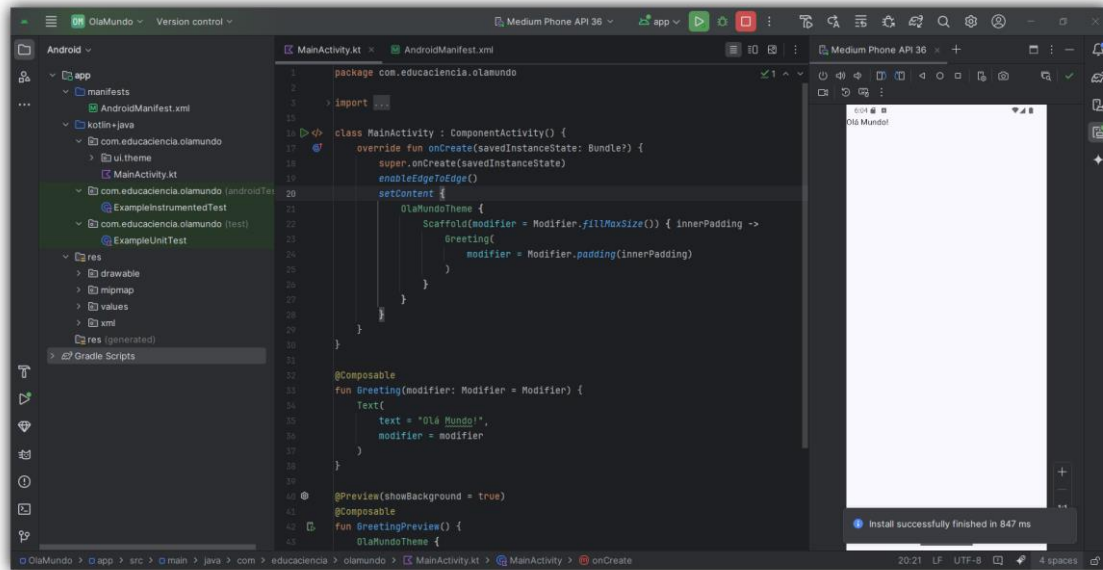 OM OlaMundo Version control
Medium Phone API 36
app
Android
app
manifests
AndroidManifest.xml
kotlin+java
com.educaciencia.olamundo
ui.theme
MainActivity.kt
com.educaciencia.olamundo (androidTes
ExampleInstrumentedTest
com.educaciencia.olamundo (test)
ExampleUnitTest
res
drawable
mipmap
values
xml
res (generated)
Gradle Scripts
MainActivity.kt
AndroidManifest.xml
1
1 package com.educaciencia.olamundo
2
3 import ...
15
16 class MainActivity : ComponentActivity() {
17 override fun onCreate(savedInstanceState: Bundle?) {
18 super.onCreate(savedInstanceState)
19 enableEdgeToEdge()
20 setContent {
21 OlaMundoTheme {
22 Scaffold(modifier = Modifier.fillMaxSize()) { innerPadding ->
23 Greeting(
24 modifier = Modifier.padding(innerPadding)
25 )
26 }
27 }
28 }
29 }
30 }
31
32 @Composable
33 fun Greeting(modifier: Modifier = Modifier) {
34 Text(
35 text = "Olá Mundo!",
36 modifier = modifier
37 )
38 }
39
40 @Preview(showBackground = true)
41 @Composable
42 fun GreetingPreview() {
43 OlaMundoTheme {
Medium Phone API 36
6:04
Olá Mundo!
Install successfully finished in 847 ms
OlaMundo > app > src > main > java > com > educaciencia > olamundo > MainActivity.kt > MainActivity > onCreate
20:21 LF UTF-8 4 spaces